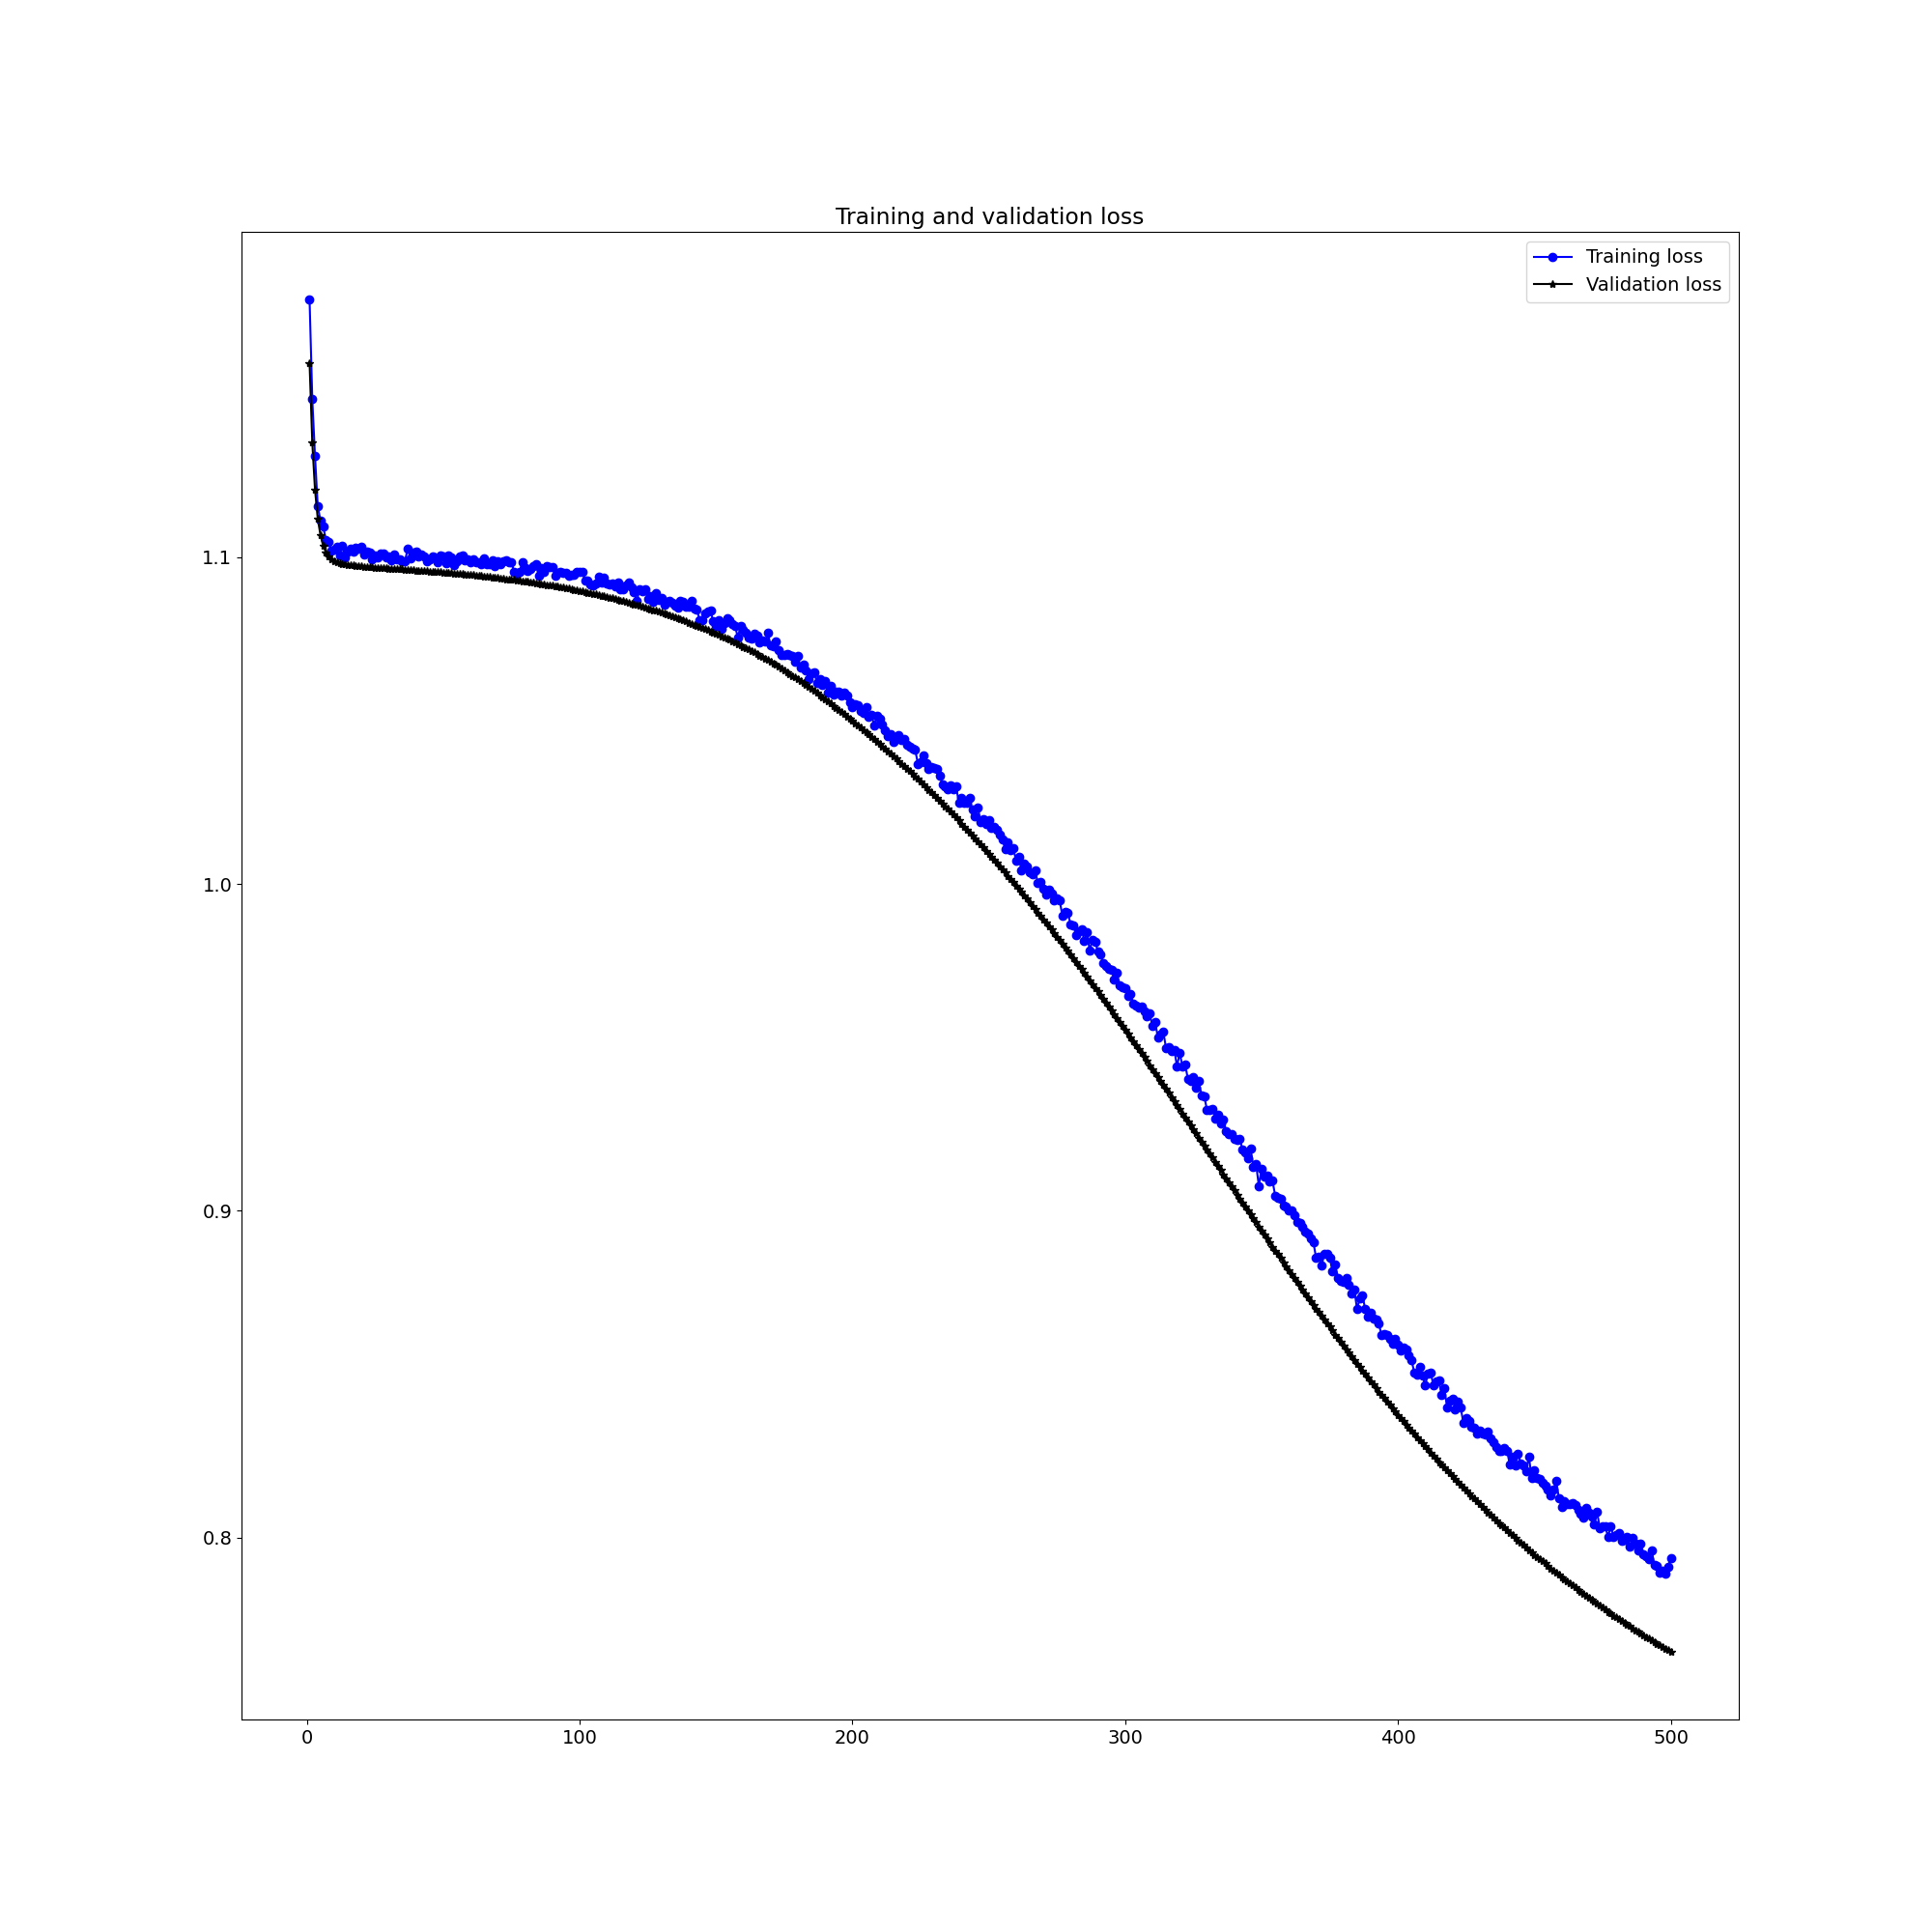 Training and validation loss
Training loss
Validation loss
1.1
1.0
0.9
0.8
0 100 200 300 400 500